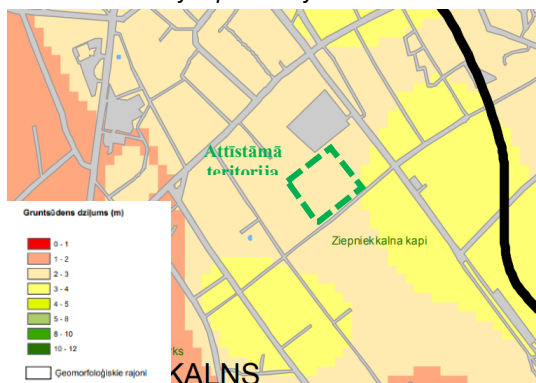 Attīstāmā
teritorija
Ziepniekkalna kapi
Gruntsūdens dziļums (m)
0 - 1
1 - 2
2 - 3
3 - 4
4 - 5
5 - 8
8 - 10
10 - 12
Ģeomorfoloģiskie rajoni
ks
KALNS